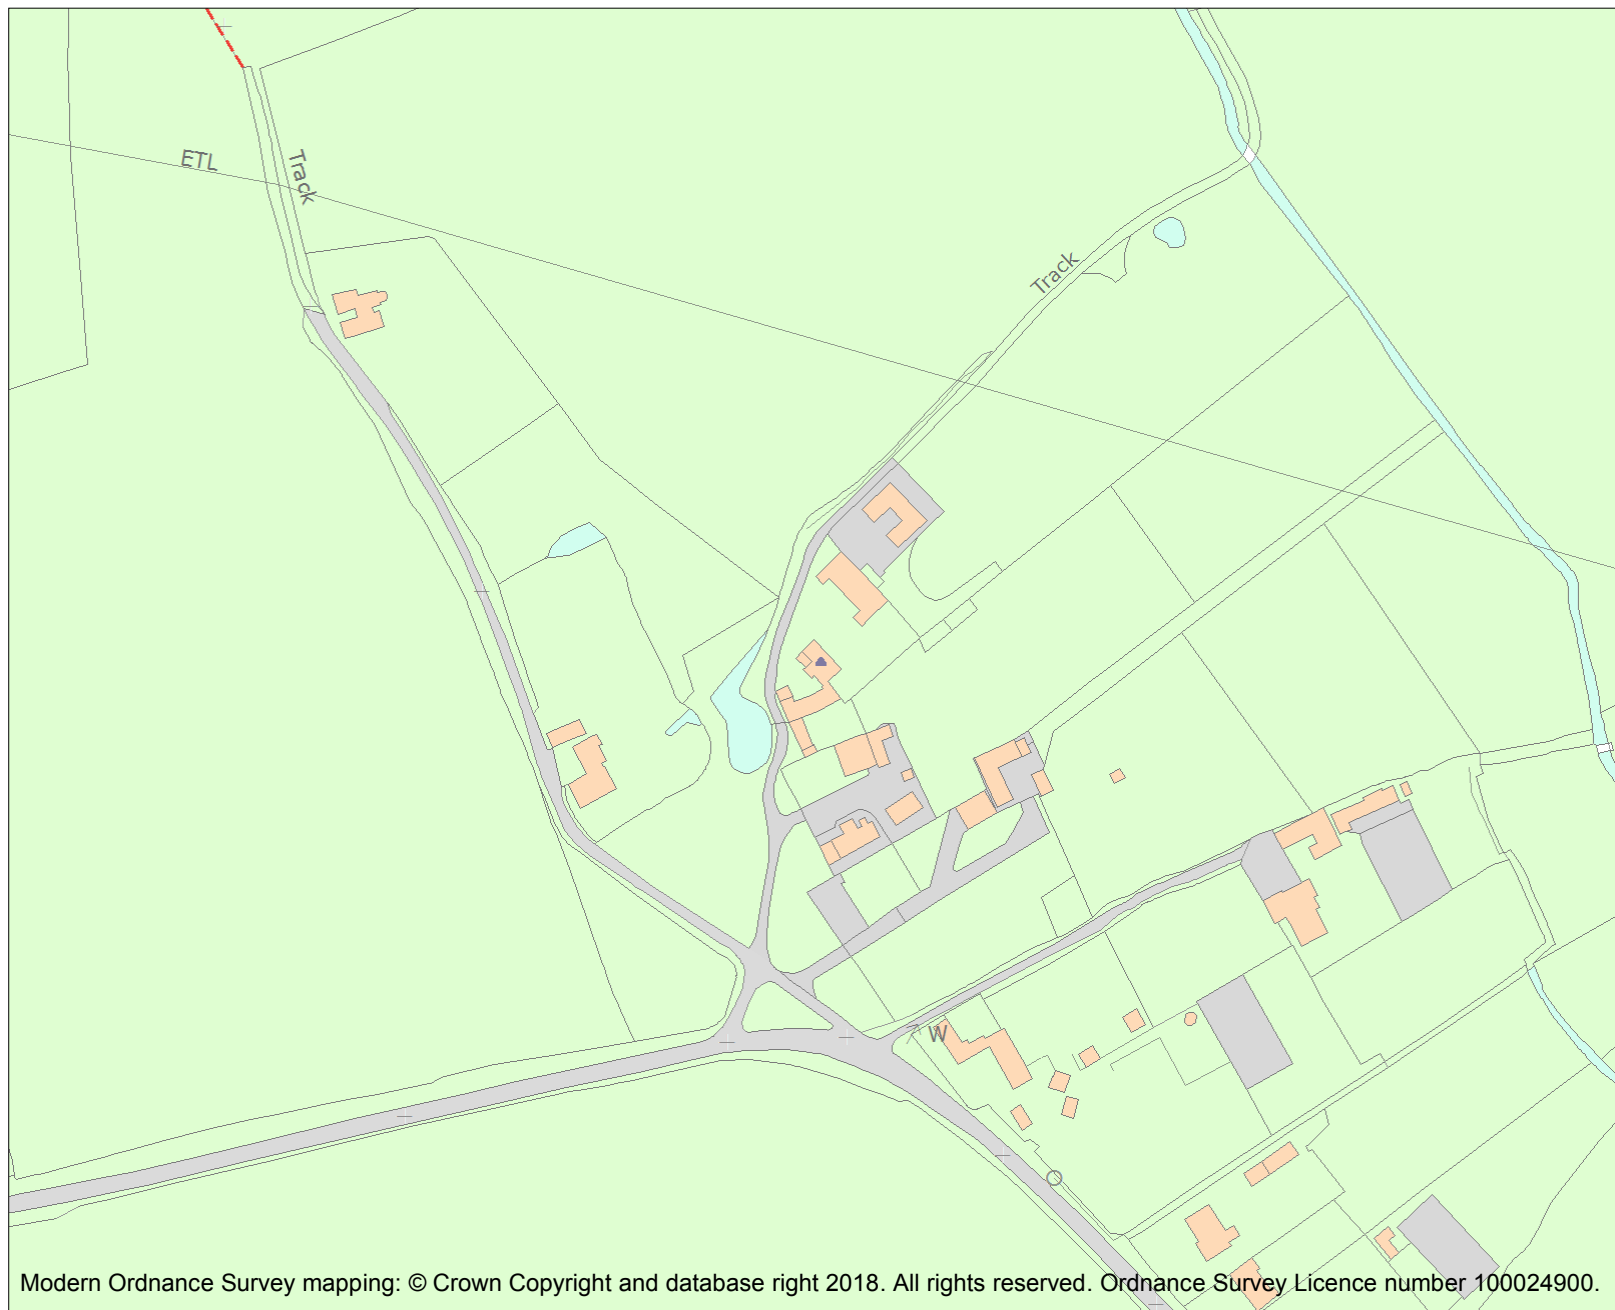 ETL
Track
Track
W
Modern Ordnance Survey mapping: © Crown Copyright and database right 2018. All rights reserved. Ordnance Survey Licence number 100024900.